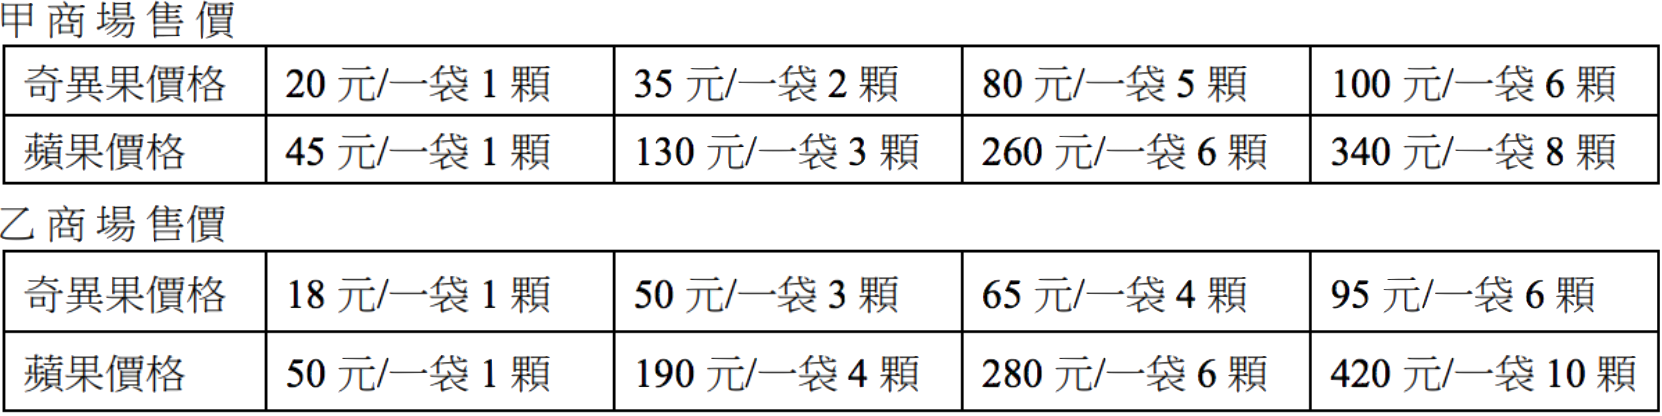 甲商場售價
奇異果價格 20 元/一袋 1 顆 35 元/一袋 2 顆 80 元/一袋 5 顆 100 元/一袋 6 顆
蘋果價格 45 元/一袋 1 顆 130 元/一袋 3 顆 260 元/一袋 6 顆 340 元/一袋 8 顆
乙商場售價
奇異果價格 18 元/一袋 1 顆 50 元/一袋 3 顆 65 元/一袋 4 顆 95 元/一袋 6 顆
蘋果價格 50 元/一袋 1 顆 190 元/一袋 4 顆 280 元/一袋 6 顆 420 元/一袋 10 顆